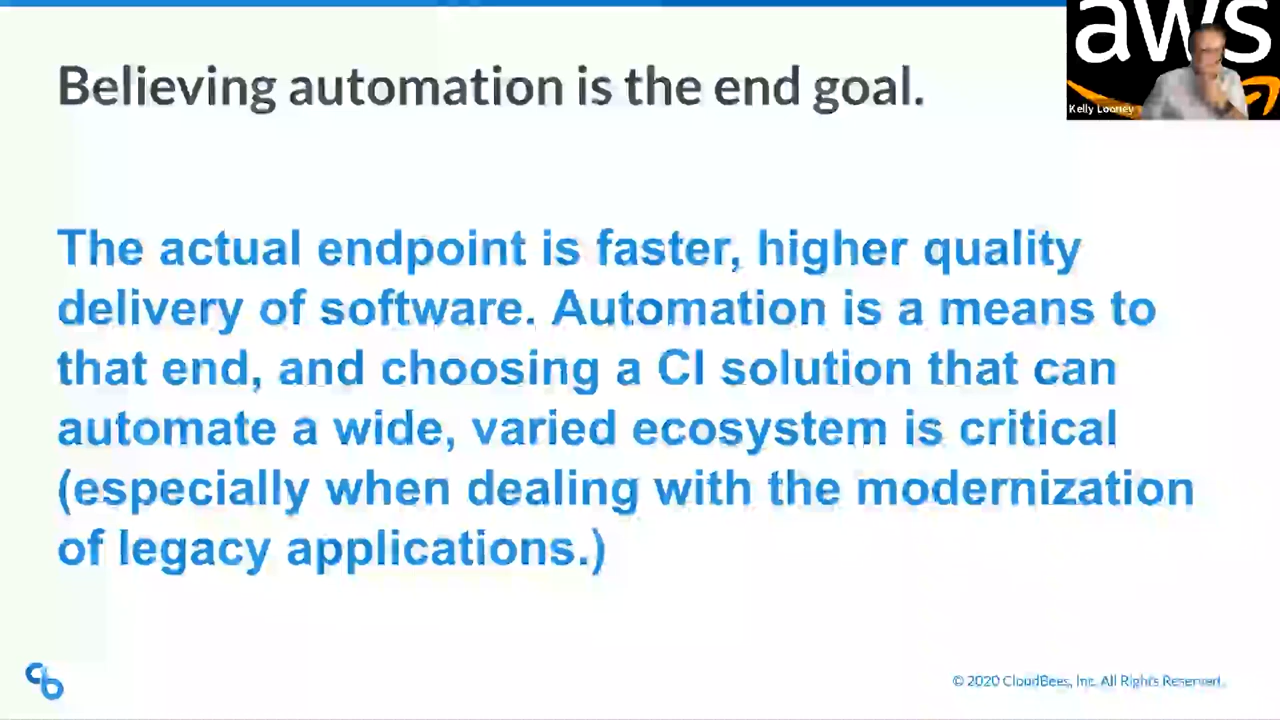 Believing automation is the end goal.
aws
Kelly Looney
The actual endpoint is faster, higher quality
delivery of software. Automation is a means to
that end, and choosing a CI solution that can
automate a wide, varied ecosystem is critical
(especially when dealing with the modernization
of legacy applications.)
© 2020 CloudBees, Inc. All Rights Reserved.